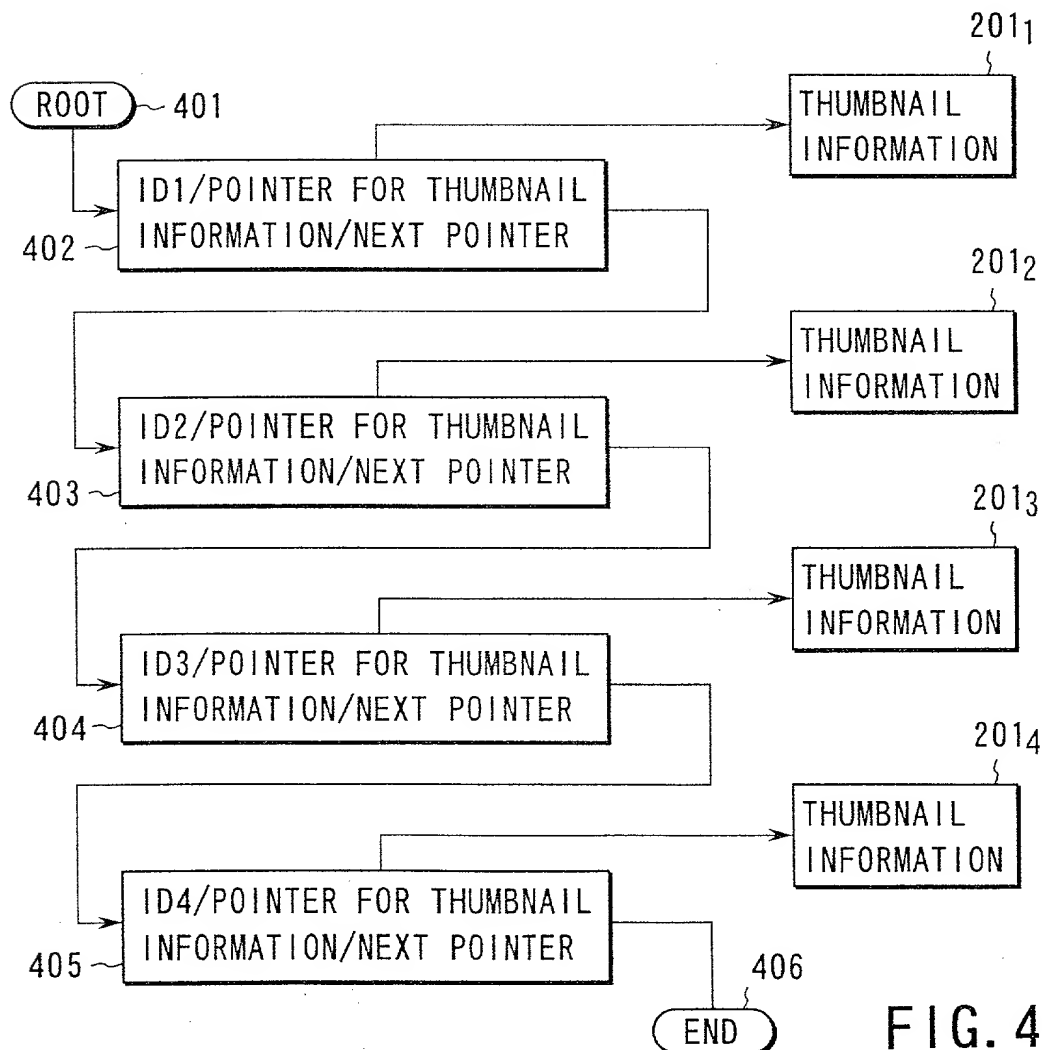 201₁
ROOT
401
THUMBNAIL
INFORMATION
ID1/POINTER FOR THUMBNAIL
INFORMATION/NEXT POINTER
402
201₂
THUMBNAIL
INFORMATION
ID2/POINTER FOR THUMBNAIL
INFORMATION/NEXT POINTER
403
201₃
THUMBNAIL
INFORMATION
ID3/POINTER FOR THUMBNAIL
INFORMATION/NEXT POINTER
404
201₄
THUMBNAIL
INFORMATION
ID4/POINTER FOR THUMBNAIL
INFORMATION/NEXT POINTER
405
406
END
FIG. 4